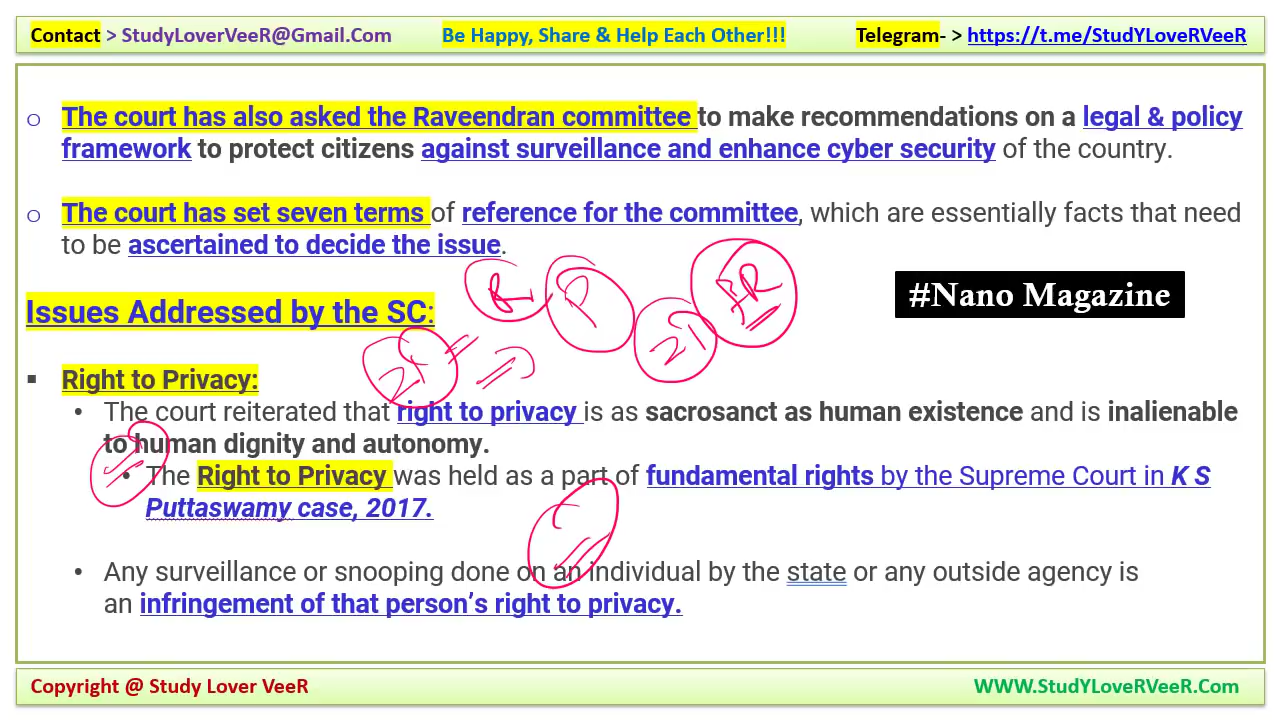 Contact > StudyLoverVeeR@Gmail.Com Be Happy, Share & Help Each Other!!! Telegram- > https://t.me/StudYLoveRVeeR
o The court has also asked the Raveendran committee to make recommendations on a legal & policy
framework to protect citizens against surveillance and enhance cyber security of the country.
o The court has set seven terms of reference for the committee, which are essentially facts that need
to be ascertained to decide the issue.
R P 21 FR
#Nano Magazine
Issues Addressed by the SC:
21
▪ Right to Privacy:
• The court reiterated that right to privacy is as sacrosanct as human existence and is inalienable
to human dignity and autonomy.
• The Right to Privacy was held as a part of fundamental rights by the Supreme Court in K S
Puttaswamy case, 2017.
• Any surveillance or snooping done on an individual by the state or any outside agency is
an infringement of that person's right to privacy.
Copyright @ Study Lover VeeR WWW.StudYLoveRVeeR.Com